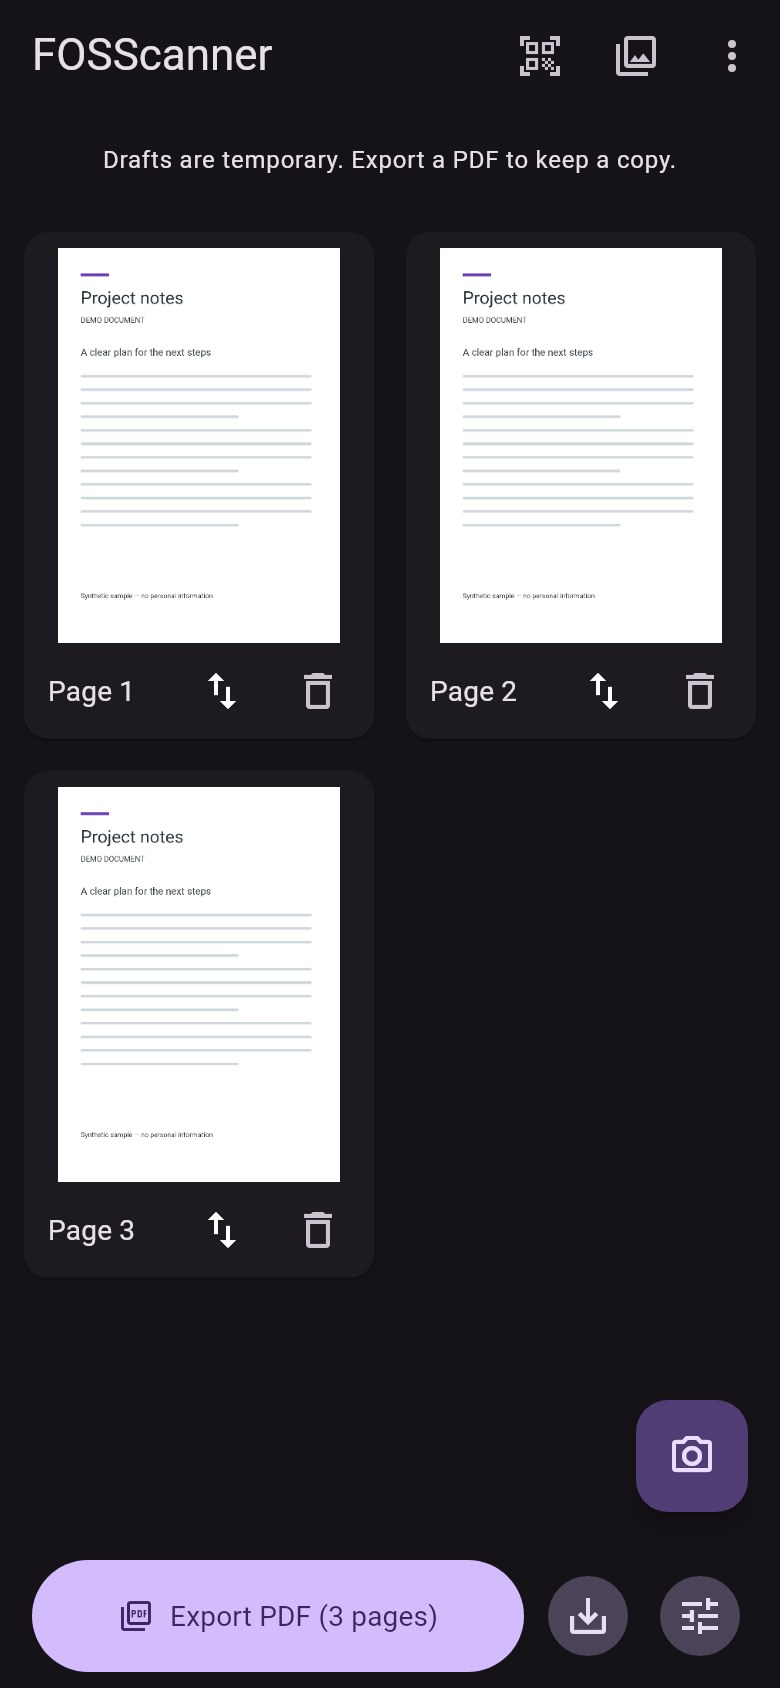 FOSScanner
Drafts are temporary. Export a PDF to keep a copy.
Project notes
DEMO DOCUMENT
A clear plan for the next steps
Synthetic sample — no personal information
Page 1
Project notes
DEMO DOCUMENT
A clear plan for the next steps
Synthetic sample — no personal information
Page 2
Project notes
DEMO DOCUMENT
A clear plan for the next steps
Synthetic sample — no personal information
Page 3
PDF
Export PDF (3 pages)